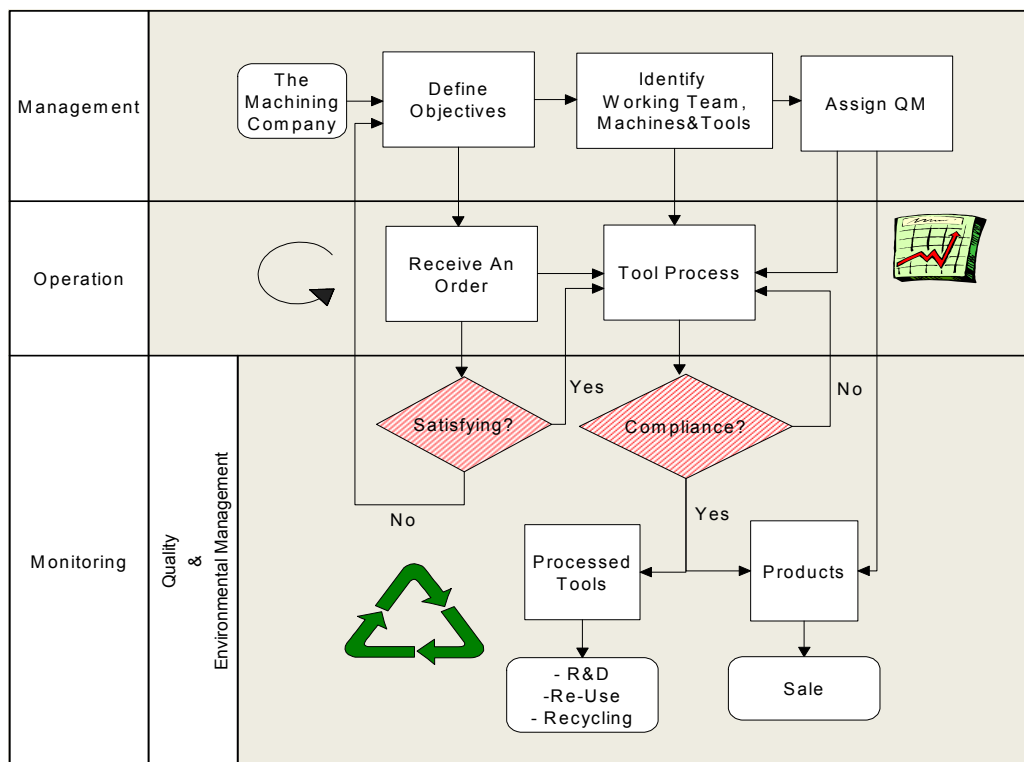 Management
The
Machining
Company
Define
Objectives
Identify
Working Team,
Machines&Tools
Assign QM
Operation
Receive An
Order
Tool Process
Monitoring
Quality
&
Environmental Management
Satisfying?
Yes
No
Compliance?
No
Yes
Processed
Tools
Products
- R&D
-Re-Use
- Recycling
Sale